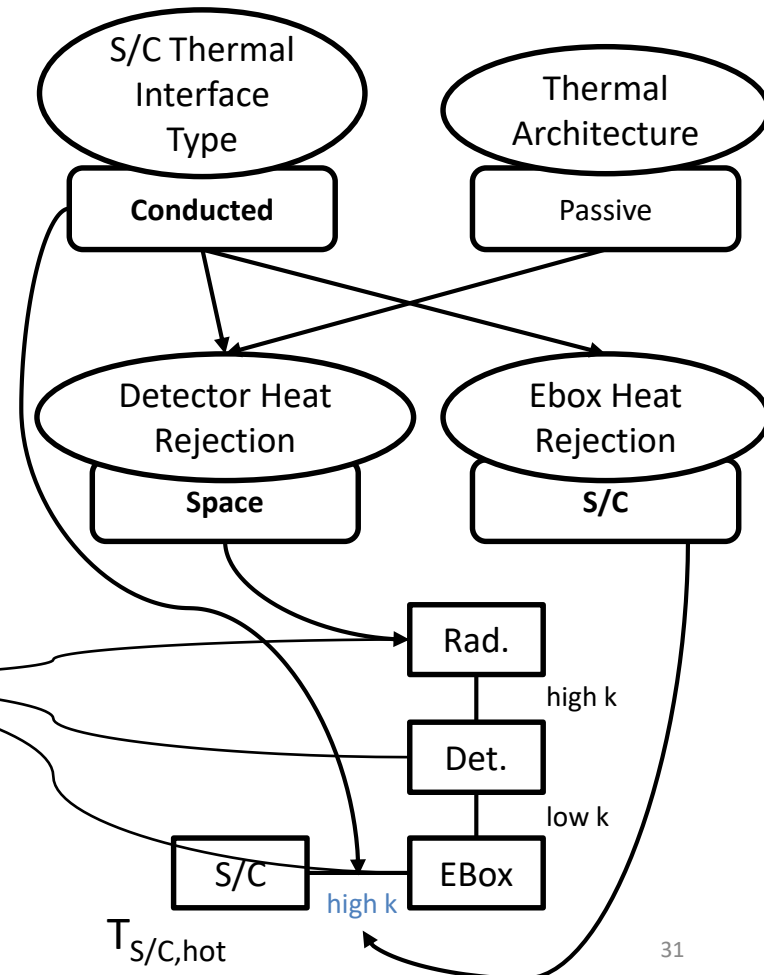 S/C Thermal
Interface
Type
Thermal
Architecture
Conducted
Passive
Detector Heat
Rejection
Ebox Heat
Rejection
Space
S/C
Rad.
high k
Det.
low k
S/C
EBox
high k
T_S/C,hot
31